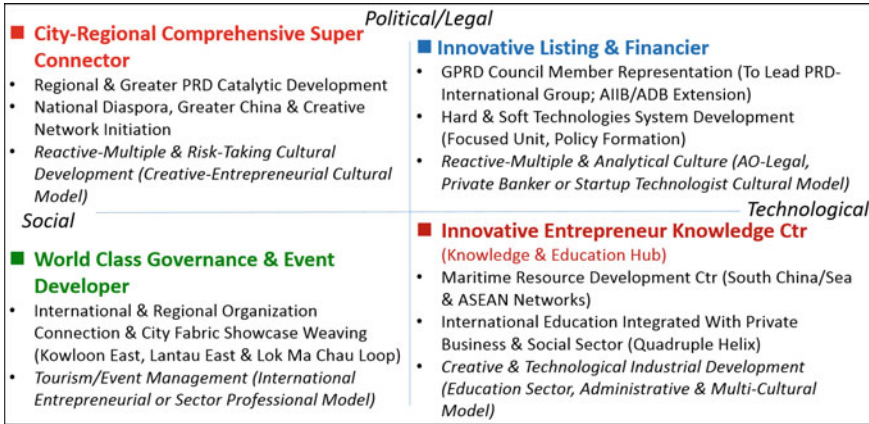 Political/Legal
City-Regional Comprehensive Super
Connector
• Regional & Greater PRD Catalytic Development
• National Diaspora, Greater China & Creative
Network Initiation
• Reactive-Multiple & Risk-Taking Cultural
Development (Creative-Entrepreneurial Cultural
Model)
Innovative Listing & Financier
• GPRD Council Member Representation (To Lead PRD-
International Group; AIIB/ADB Extension)
• Hard & Soft Technologies System Development
(Focused Unit, Policy Formation)
• Reactive-Multiple & Analytical Culture (AO-Legal,
Private Banker or Startup Technologist Cultural Model)
Social
Technological
World Class Governance & Event
Developer
• International & Regional Organization
Connection & City Fabric Showcase Weaving
(Kowloon East, Lantau East & Lok Ma Chau Loop)
• Tourism/Event Management (International
Entrepreneurial or Sector Professional Model)
Innovative Entrepreneur Knowledge Ctr
(Knowledge & Education Hub)
• Maritime Resource Development Ctr (South China/Sea
& ASEAN Networks)
• International Education Integrated With Private
Business & Social Sector (Quadruple Helix)
• Creative & Technological Industrial Development
(Education Sector, Administrative & Multi-Cultural
Model)